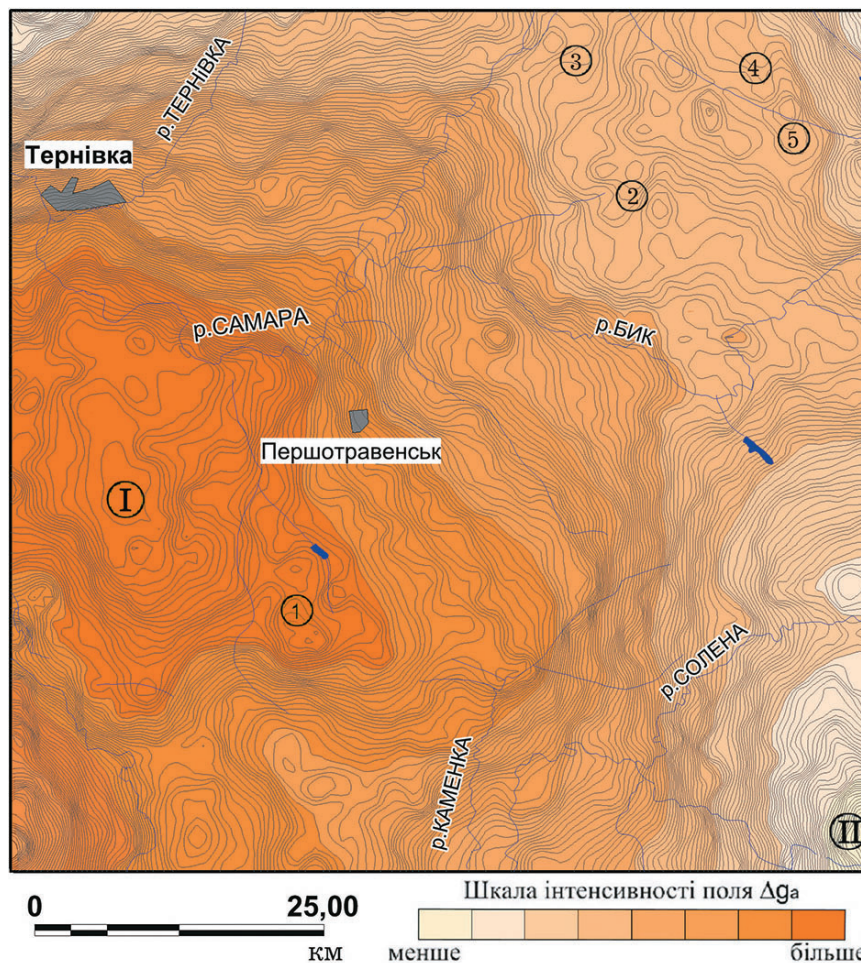 р.ТЕРНІВКА
3
4
Тернівка
5
2
р.САМАРА
р.БИК
Першотравенськ
I
1
р.СОЛЕНА
р.КАМЕНКА
II
0 25,00
км
Шкала інтенсивності поля Δgₐ
менше більше